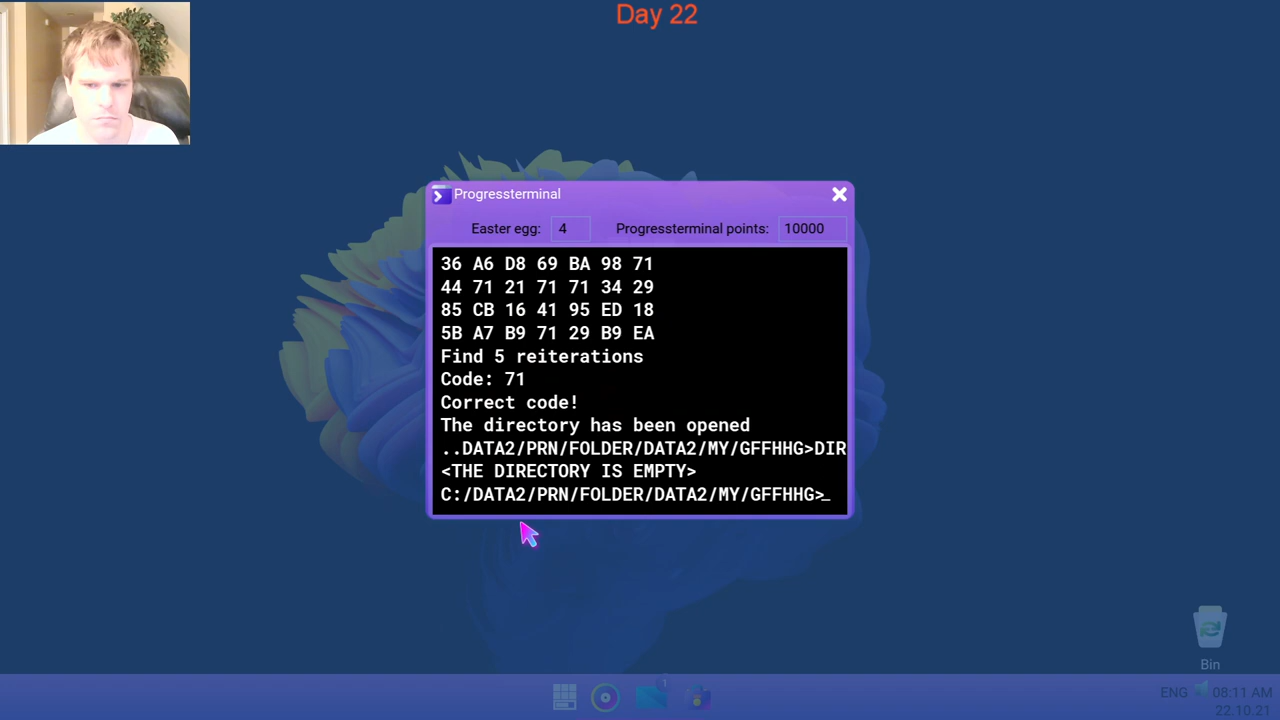 Day 22
Progressterminal
Easter egg: 4 Progressterminal points: 10000
36 A6 D8 69 BA 98 71
44 71 21 71 71 34 29
85 CB 16 41 95 ED 18
5B A7 B9 71 29 B9 EA
Find 5 reiterations
Code: 71
Correct code!
The directory has been opened
..DATA2/PRN/FOLDER/DATA2/MY/GFFHHG>DIR
<THE DIRECTORY IS EMPTY>
C:/DATA2/PRN/FOLDER/DATA2/MY/GFFHHG>_
Bin
1
ENG 08:11 AM
22.10.21